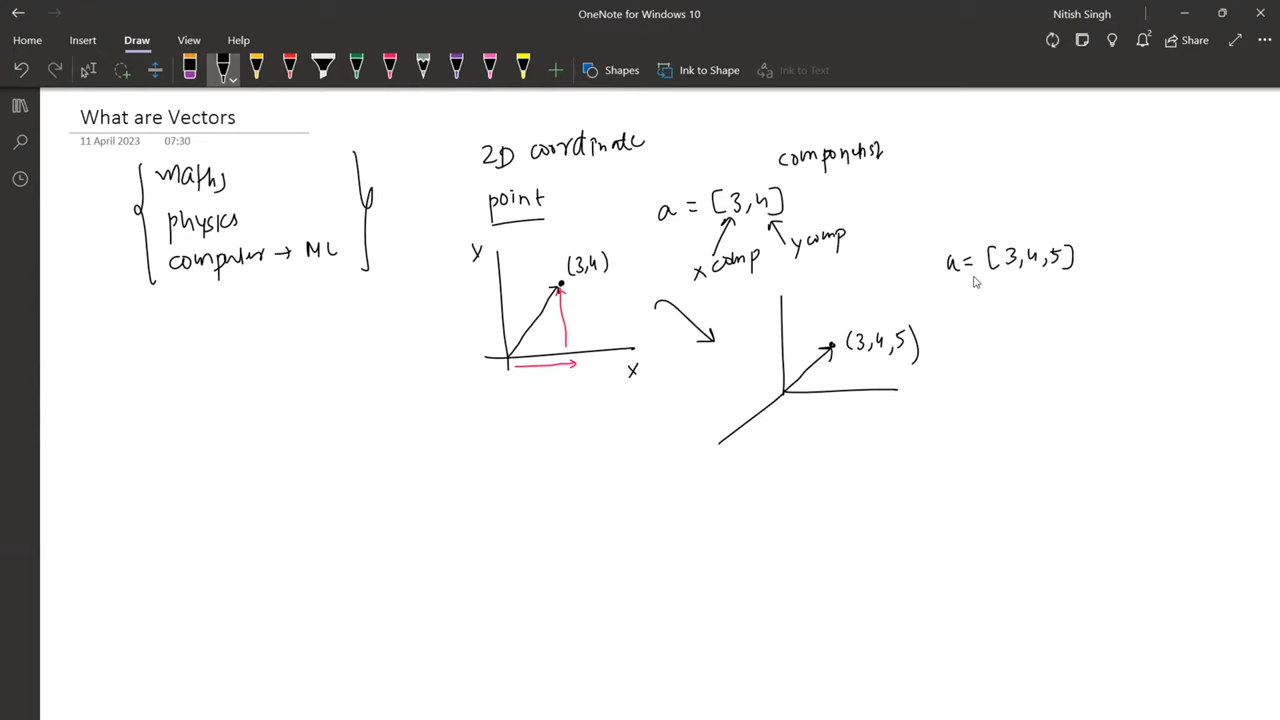 OneNote for Windows 10
Nitish Singh
Home
Insert
Draw
View
Help
Share
Shapes
Ink to Shape
Ink to Text
What are Vectors
11 April 2023 07:30
maths
physics
computer → ML
2D coordinate
point
Y
(3,4)
X
components
a = [3,4]
x comp
y comp
(3,4,5)
a = [3,4,5]